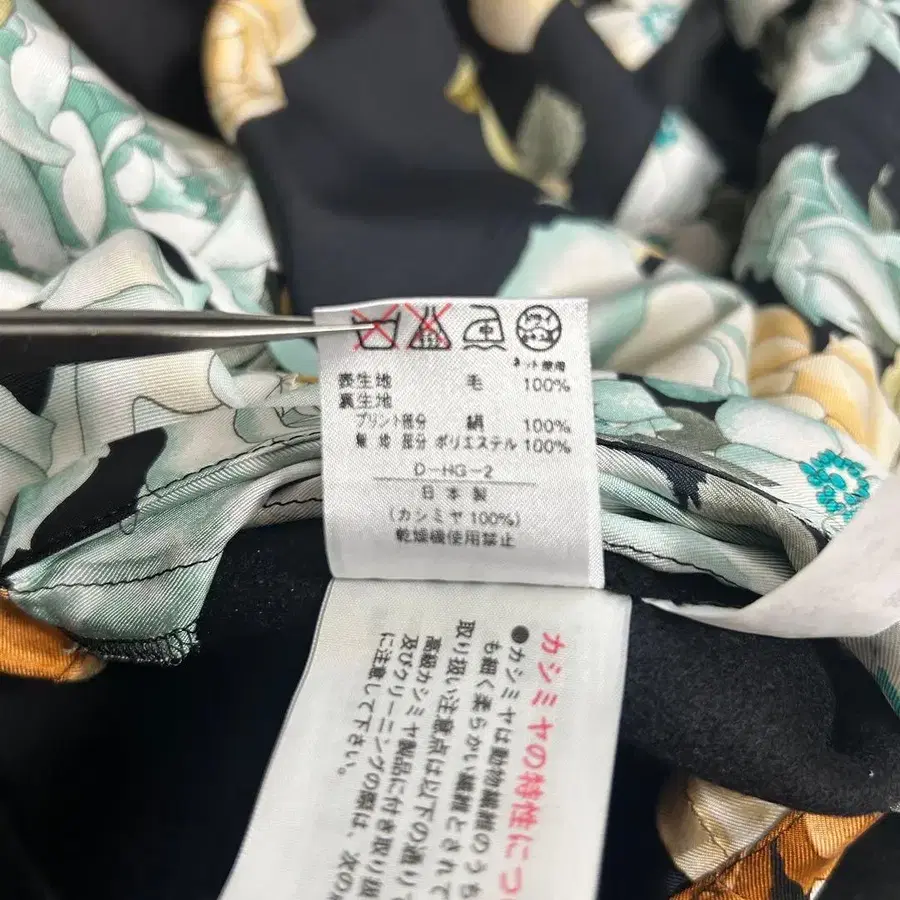 中
ネット使用
表生地 毛 100%
裏生地
プリント部分 絹 100%
無地部分 ポリエステル 100%
D-HG-2
日本製
(カシミヤ100%)
乾燥機使用禁止
カシミヤの特性につ
●カシミヤは動物繊維のうち
も細く柔らかい繊維とされて
取り扱い注意点は以下の通りで
高級カシミヤ製品に付き取り扱
及びクリーニングの際は、次の
に注意して下さい。